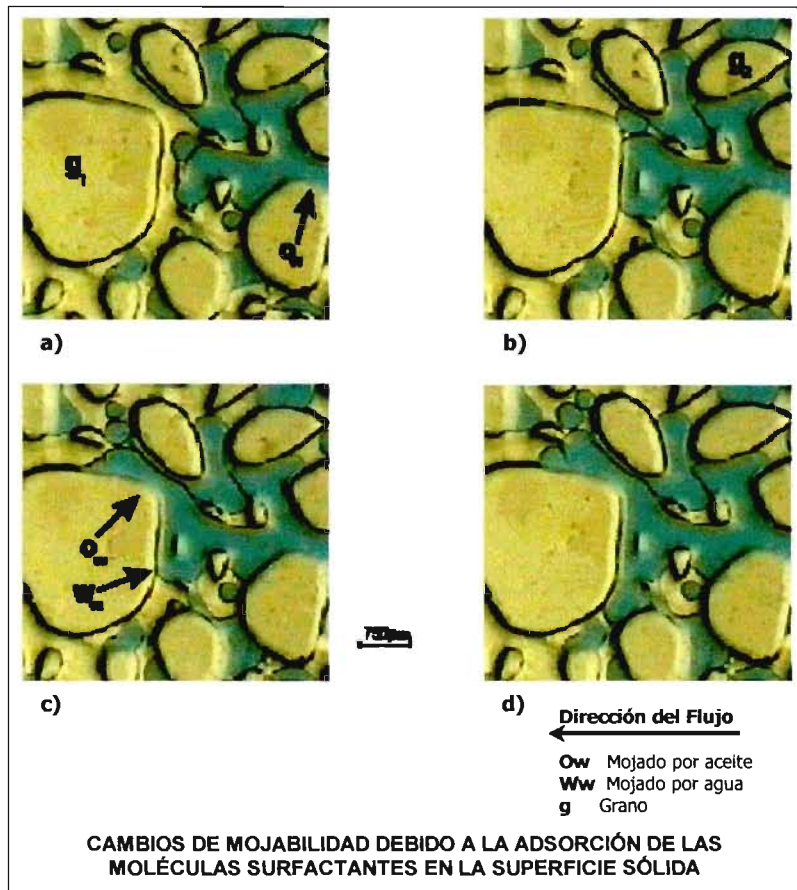 g₁
Ow
a)
g₂
b)
Ow
Ww
c)
d)
Dirección del Flujo
Ow Mojado por aceite
Ww Mojado por agua
g Grano
CAMBIOS DE MOJABILIDAD DEBIDO A LA ADSORCIÓN DE LAS
MOLÉCULAS SURFACTANTES EN LA SUPERFICIE SÓLIDA